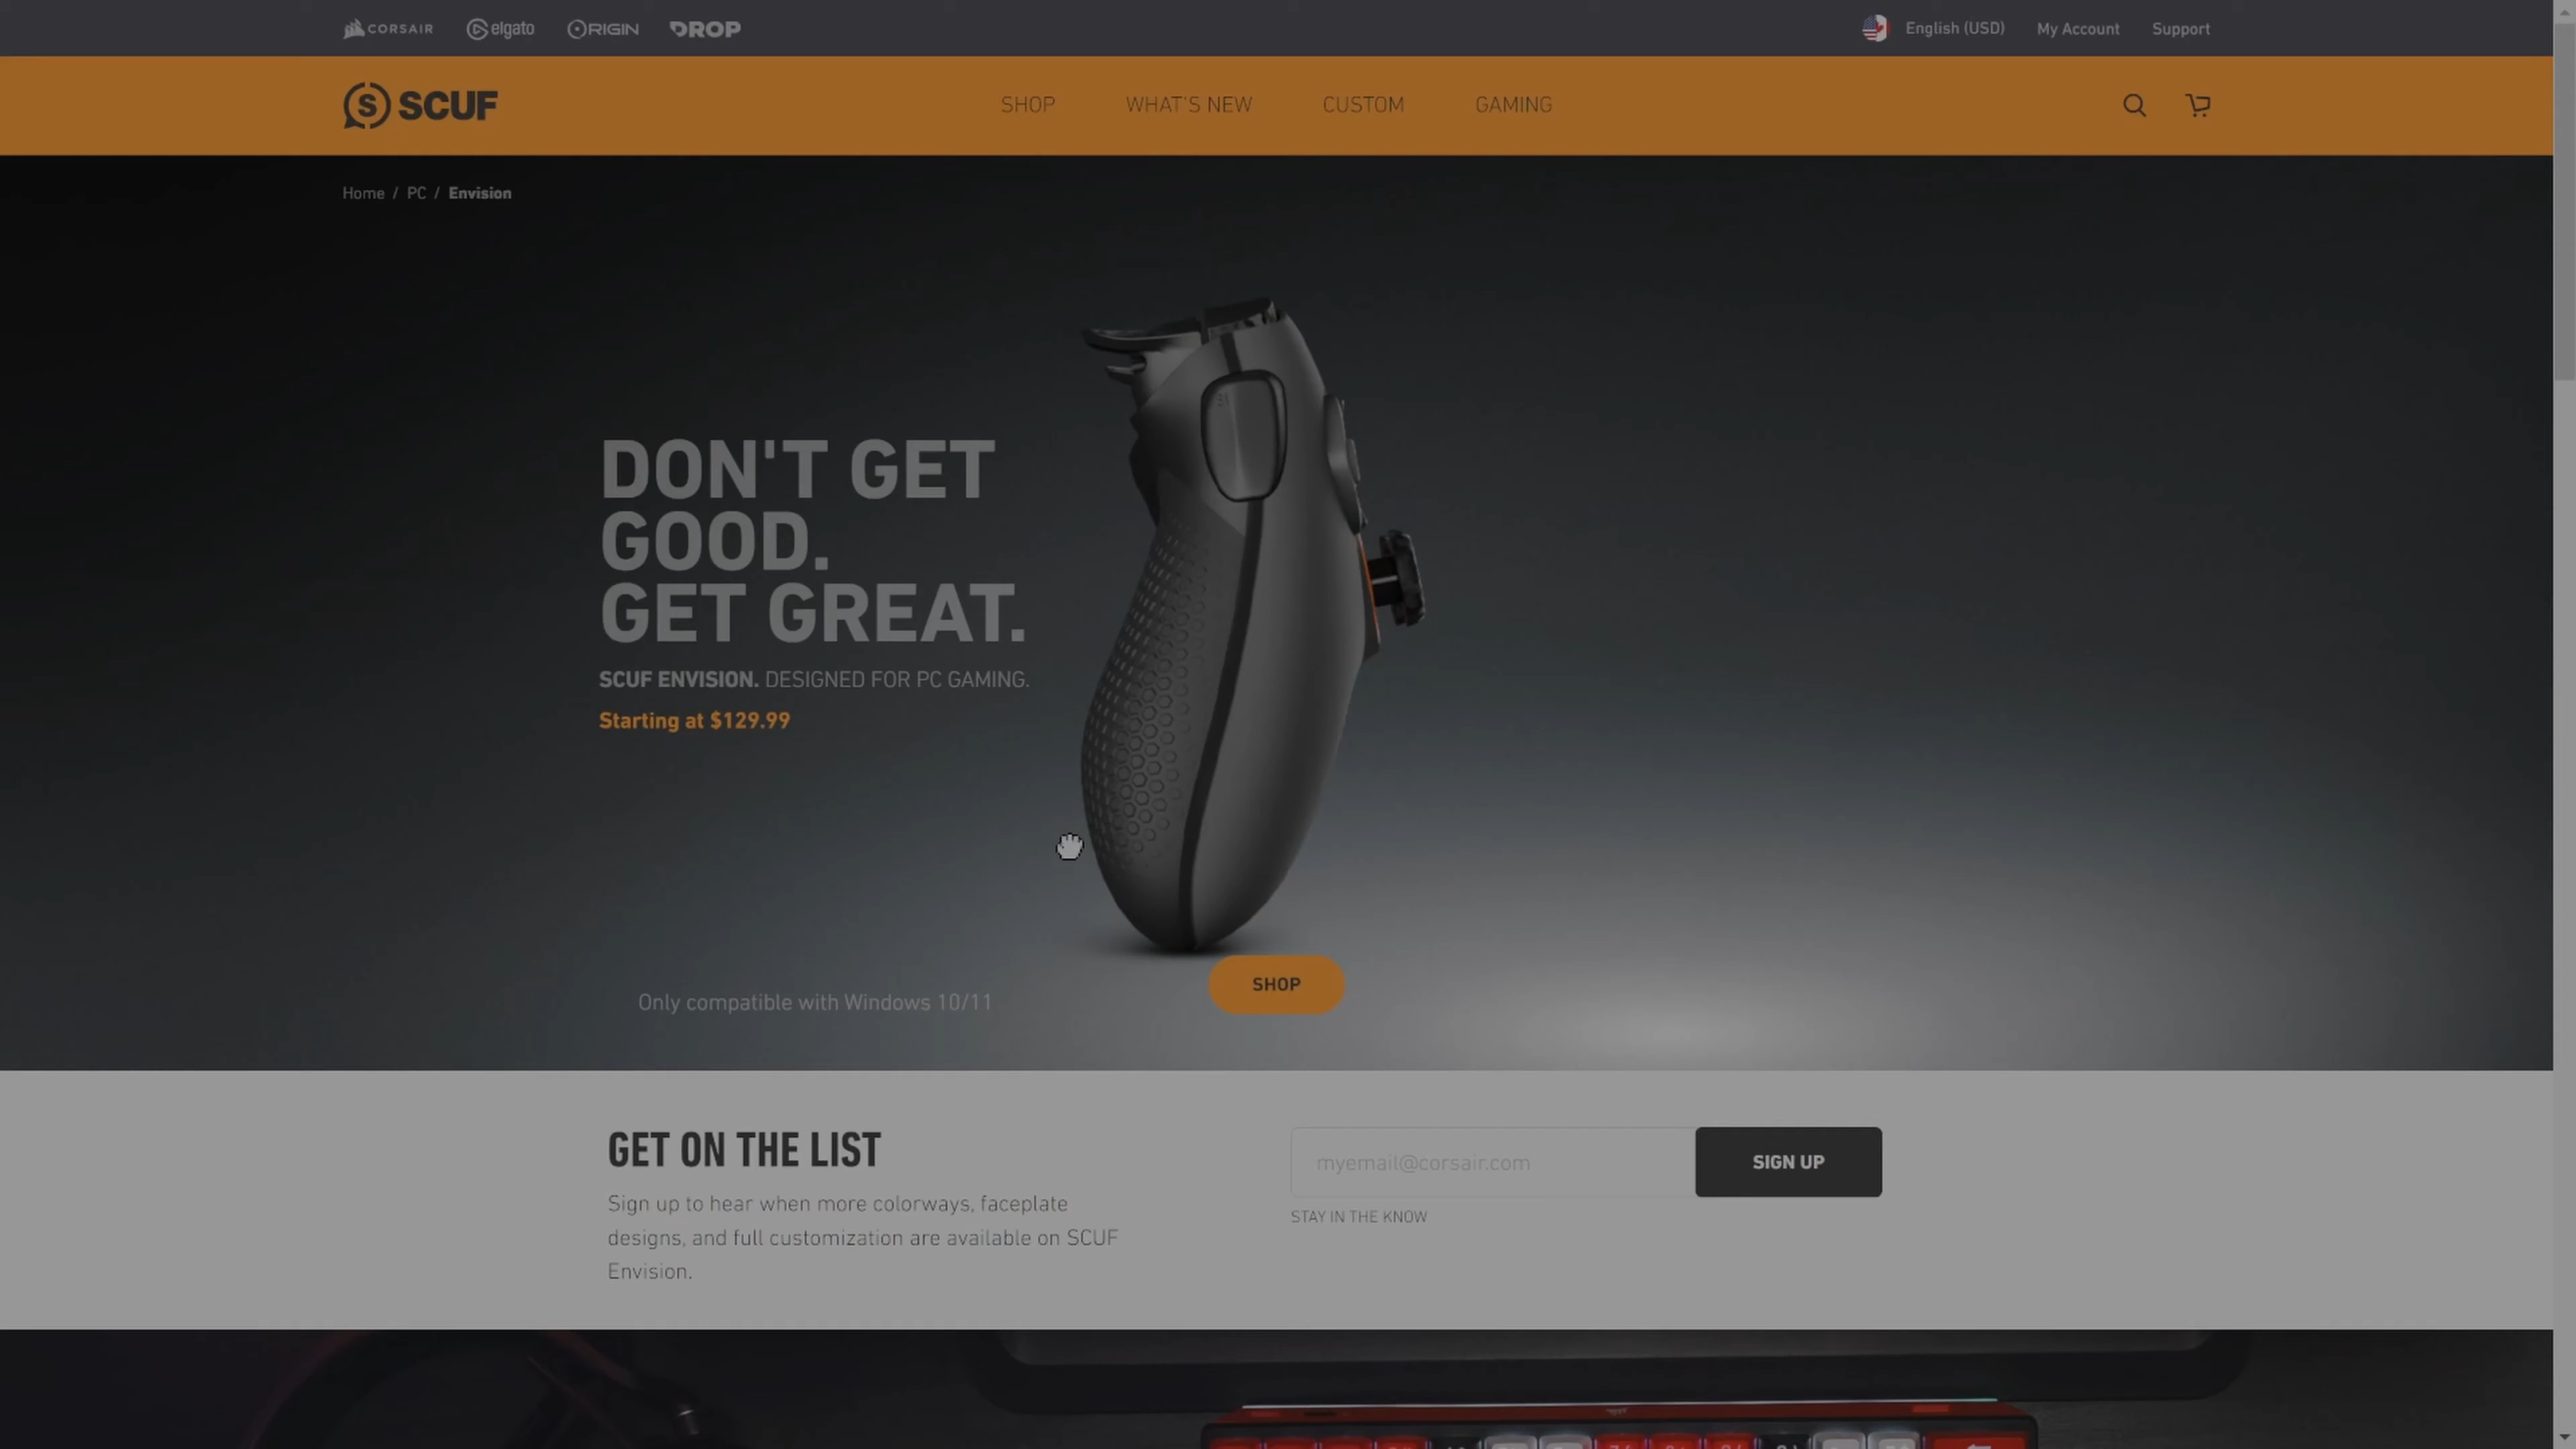 CORSAIR
elgato
ORIGIN
DROP
English (USD)
My Account
Support
SCUF
SHOP
WHAT'S NEW
CUSTOM
GAMING
Home / PC / Envision
DON'T GET
GOOD.
GET GREAT.
SCUF ENVISION. DESIGNED FOR PC GAMING.
Starting at $129.99
Only compatible with Windows 10/11
SHOP
GET ON THE LIST
Sign up to hear when more colorways, faceplate
designs, and full customization are available on SCUF
Envision.
myemail@corsair.com
SIGN UP
STAY IN THE KNOW